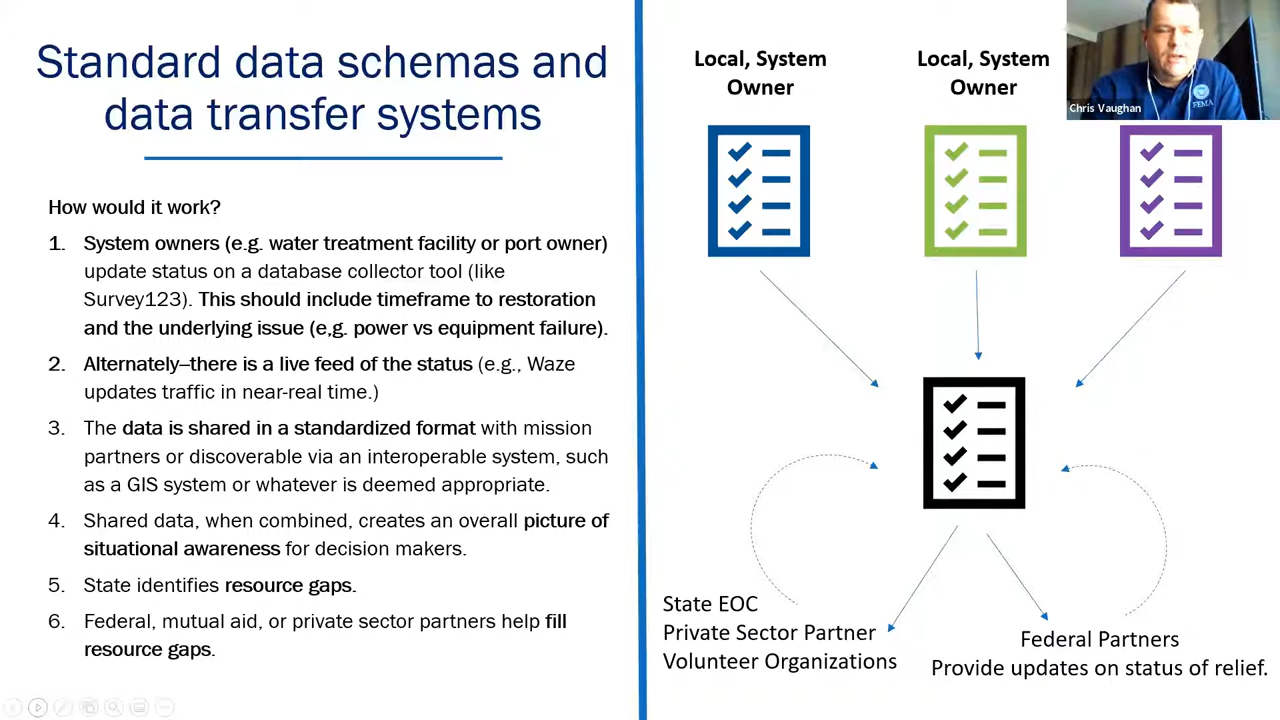 Standard data schemas and
data transfer systems
How would it work?
1. System owners (e.g. water treatment facility or port owner)
update status on a database collector tool (like
Survey123). This should include timeframe to restoration
and the underlying issue (e.g. power vs equipment failure).
2. Alternately–there is a live feed of the status (e.g., Waze
updates traffic in near-real time.)
3. The data is shared in a standardized format with mission
partners or discoverable via an interoperable system, such
as a GIS system or whatever is deemed appropriate.
4. Shared data, when combined, creates an overall picture of
situational awareness for decision makers.
5. State identifies resource gaps.
6. Federal, mutual aid, or private sector partners help fill
resource gaps.
Local, System
Owner
Local, System
Owner
Chris Vaughan
FEMA
State EOC
Private Sector Partner
Volunteer Organizations
Federal Partners
Provide updates on status of relief.